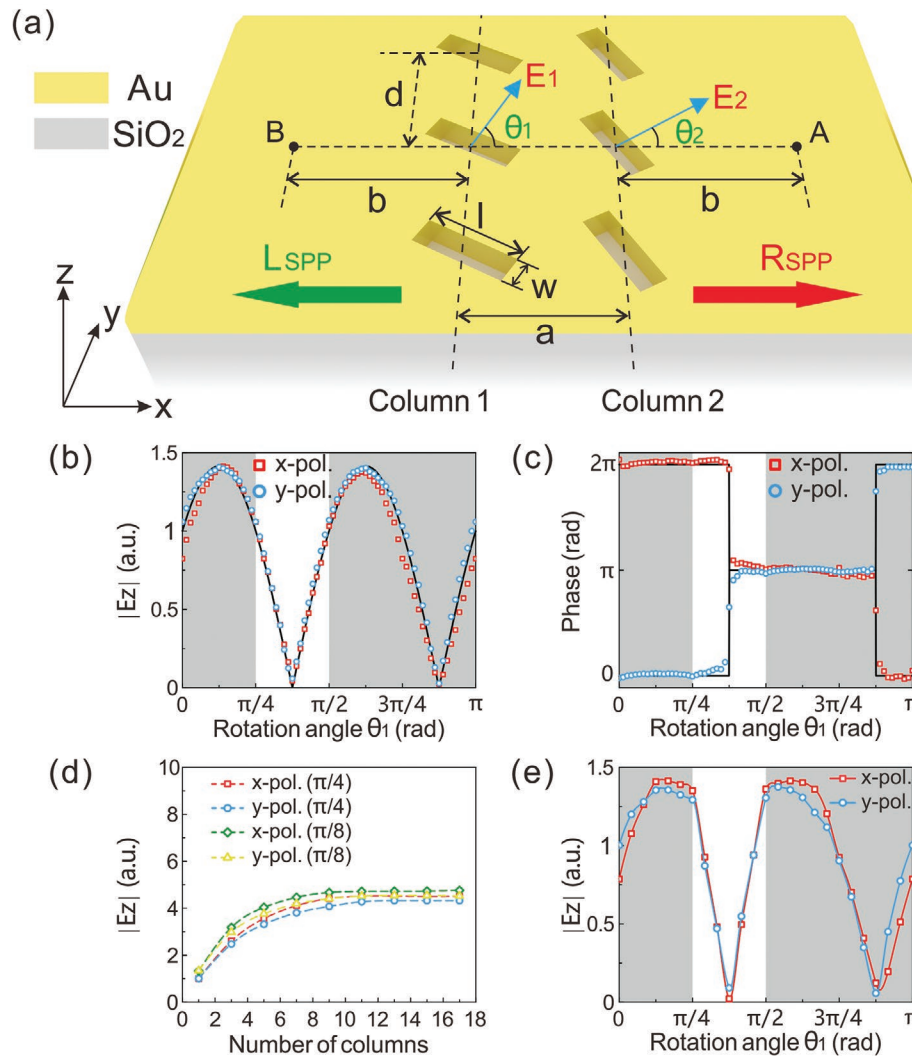 (a)
Au
SiO₂
d
E₁
θ₁
E₂
θ₂
B
A
b
b
l
w
L SPP
R SPP
a
z
y
x
Column 1
Column 2
(b)
x-pol.
y-pol.
|Ez| (a.u.)
1.5
1
0.5
0
0
π/4
π/2
3π/4
π
Rotation angle θ₁ (rad)
(c)
x-pol.
y-pol.
Phase (rad)
2π
π
0
0
π/4
π/2
3π/4
π
Rotation angle θ₁ (rad)
(d)
x-pol. (π/4)
y-pol. (π/4)
x-pol. (π/8)
y-pol. (π/8)
|Ez| (a.u.)
10
8
6
4
2
0
0 2 4 6 8 10 12 14 16 18
Number of columns
(e)
x-pol.
y-pol.
|Ez| (a.u.)
1.5
1
0.5
0
0
π/4
π/2
3π/4
π
Rotation angle θ₁ (rad)